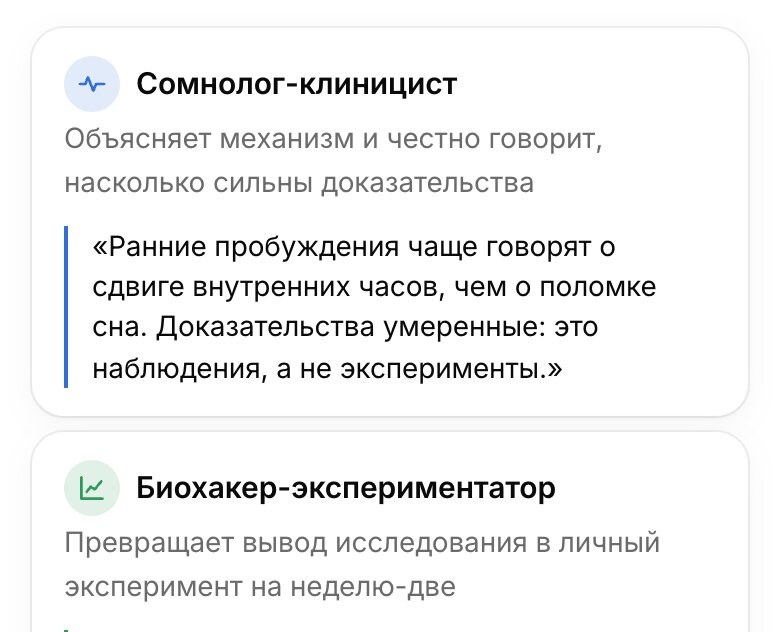 Сомнолог-клиницист
Объясняет механизм и честно говорит,
насколько сильны доказательства
«Ранние пробуждения чаще говорят о
сдвиге внутренних часов, чем о поломке
сна. Доказательства умеренные: это
наблюдения, а не эксперименты.»
Биохакер-экспериментатор
Превращает вывод исследования в личный
эксперимент на неделю-две